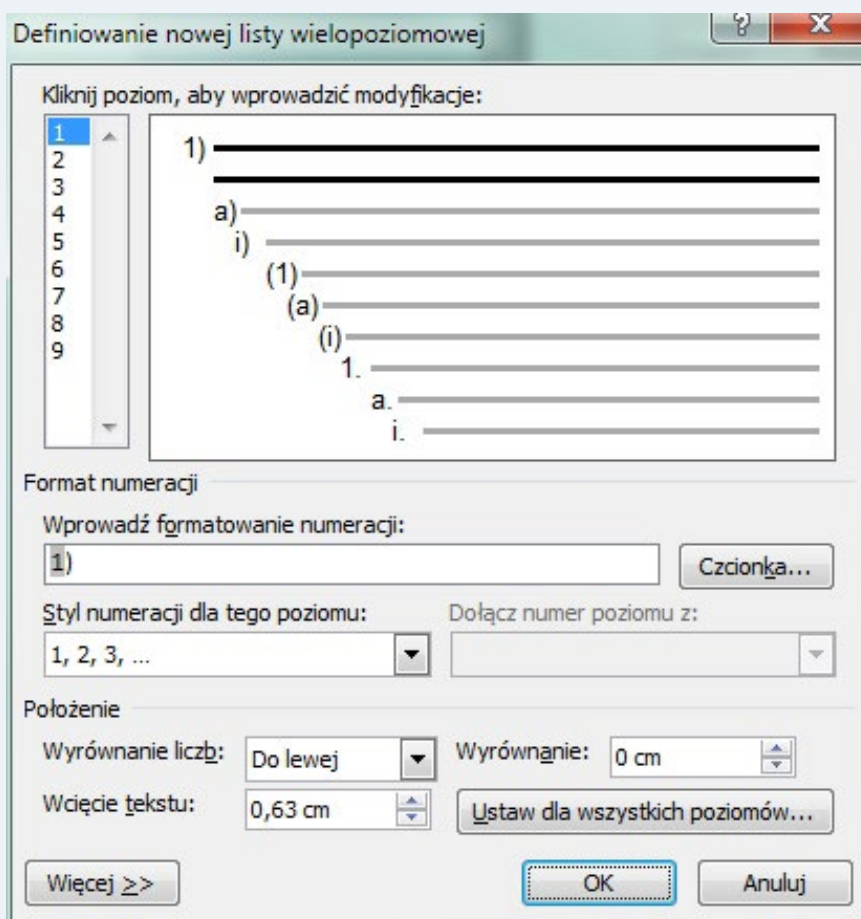 Definiowanie nowej listy wielopoziomowej
?
X
Kliknij poziom, aby wprowadzić modyfikacje:
1
2
3
4
5
6
7
8
9
1)
a)
i)
(1)
(a)
(i)
1.
a.
i.
Format numeracji
Wprowadź formatowanie numeracji:
1)
Czcionka...
Styl numeracji dla tego poziomu:
Dołącz numer poziomu z:
1, 2, 3, ...
Położenie
Wyrównanie liczb:
Do lewej
Wyrównanie:
0 cm
Wcięcie tekstu:
0,63 cm
Ustaw dla wszystkich poziomów...
Więcej >>
OK
Anuluj